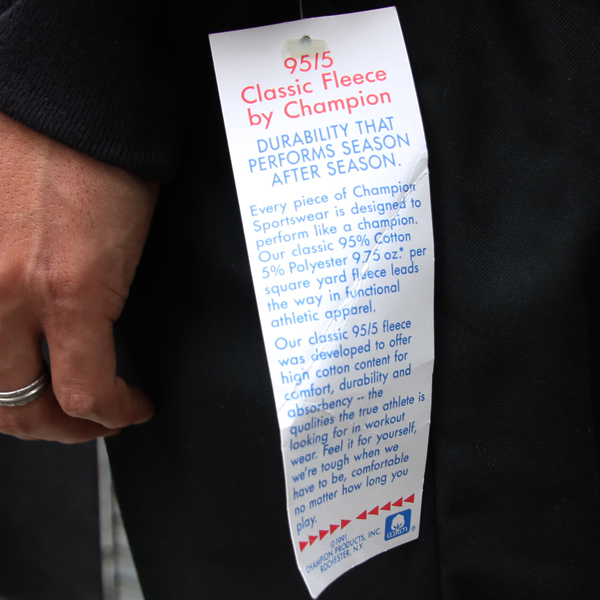 95/5
Classic Fleece
by Champion
DURABILITY THAT
PERFORMS SEASON
AFTER SEASON.
Every piece of Champion
Sportswear is designed to
perform like a champion.
Our classic 95% Cotton
5% Polyester 9.75 oz.* per
square yard fleece leads
the way in functional
athletic apparel.
Our classic 95/5 fleece
was developed to offer
high cotton content for
comfort, durability and
absorbency -- the
qualities the true athlete is
looking for in workout
wear. Feel it for yourself,
we're tough when we
have to be, comfortable
no matter how long you
play.
©1991
CHAMPION PRODUCTS, INC.
ROCHESTER, N.Y.
COTTON
®